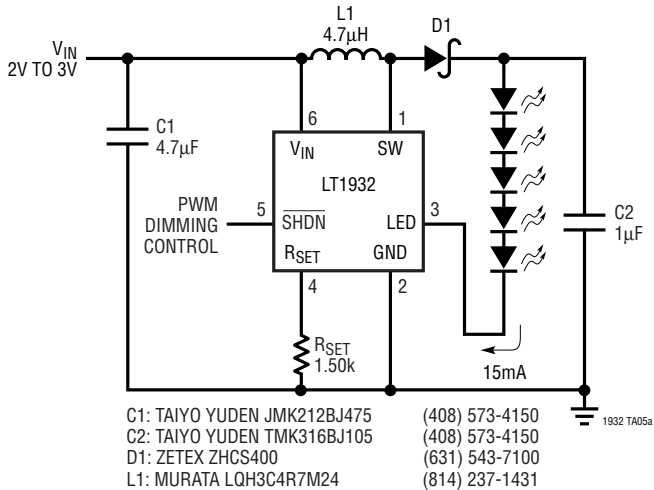 L1
4.7µH
D1
VIN
2V TO 3V
C1
4.7µF
6
1
VIN
SW
LT1932
PWM
DIMMING
CONTROL
5
SHDN
LED
3
RSET
GND
4
2
C2
1µF
RSET
1.50k
15mA
1932 TA05a
C1: TAIYO YUDEN JMK212BJ475 (408) 573-4150
C2: TAIYO YUDEN TMK316BJ105 (408) 573-4150
D1: ZETEX ZHCS400 (631) 543-7100
L1: MURATA LQH3C4R7M24 (814) 237-1431